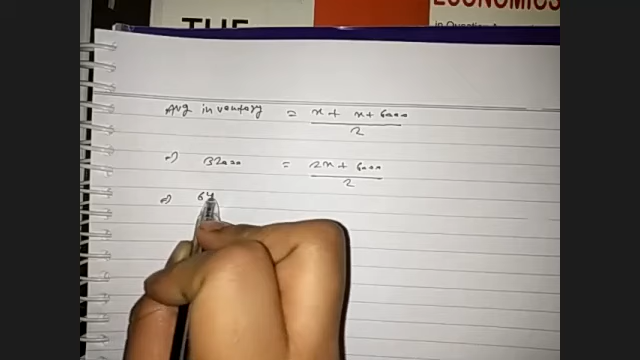 THE
ECONOMICS
Avg inventory = x + x + 6000 / 2
⇒ 32000 = 2x + 6000 / 2
⇒ 64